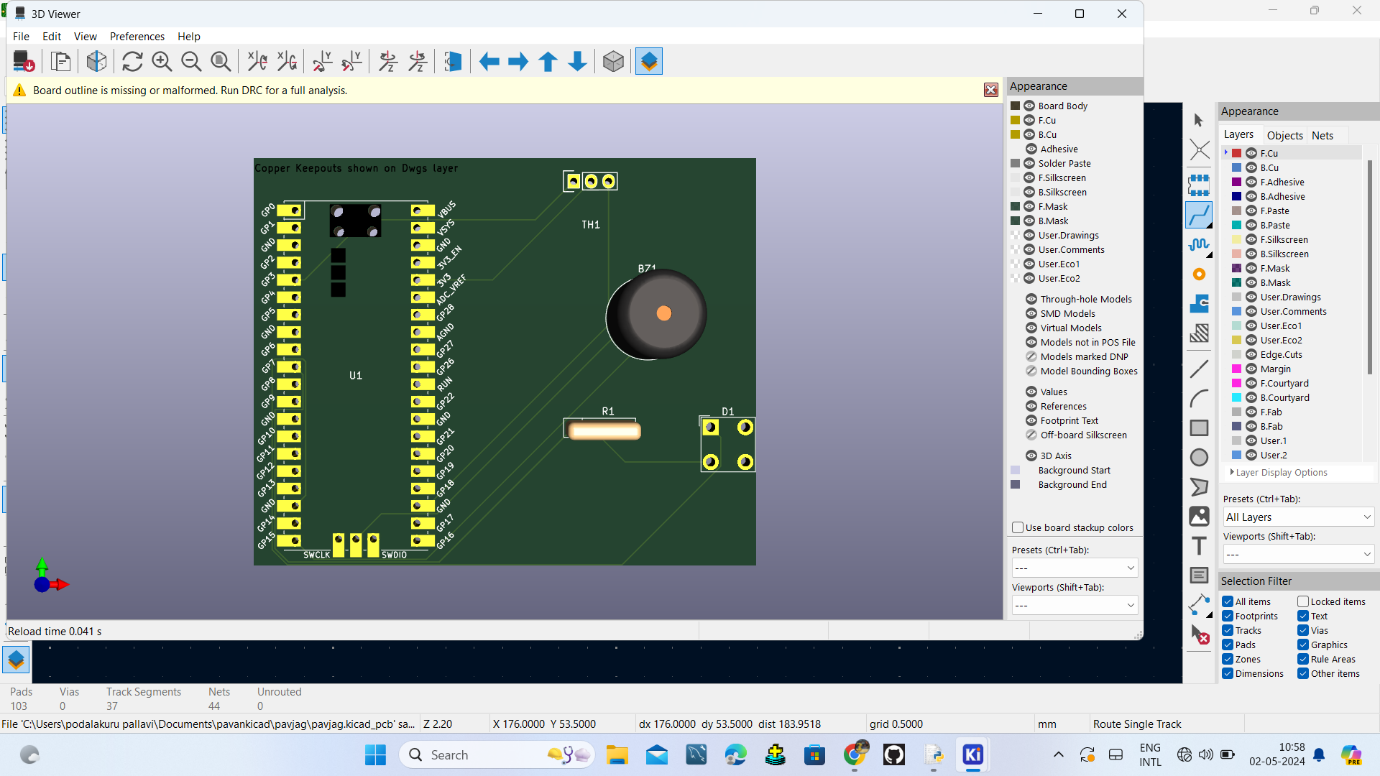 3D Viewer
File Edit View Preferences Help
Board outline is missing or malformed. Run DRC for a full analysis.
Copper Keepouts shown on Dwgs layer
GP0
GP1
GND
GP2
GP3
GP4
GP5
GND
GP6
GP7
GP8
GP9
GND
GP10
GP11
GP12
GP13
GND
GP14
GP15
VBUS
VSYS
GND
3V3_EN
3V3
ADC_VREF
GP28
AGND
GP27
GP26
RUN
GP22
GND
GP21
GP20
GP19
GP18
GND
GP17
GP16
U1
SWCLK SWDIO
TH1
BZ1
R1
D1
Reload time 0.041 s
Appearance
Board Body
F.Cu
B.Cu
Adhesive
Solder Paste
F.Silkscreen
B.Silkscreen
F.Mask
B.Mask
User.Drawings
User.Comments
User.Eco1
User.Eco2
Through-hole Models
SMD Models
Virtual Models
Models not in POS File
Models marked DNP
Model Bounding Boxes
Values
References
Footprint Text
Off-board Silkscreen
3D Axis
Background Start
Background End
Use board stackup colors
Presets (Ctrl+Tab):
---
Viewports (Shift+Tab):
---
Appearance
Layers Objects Nets
F.Cu
B.Cu
F.Adhesive
B.Adhesive
F.Paste
B.Paste
F.Silkscreen
B.Silkscreen
F.Mask
B.Mask
User.Drawings
User.Comments
User.Eco1
User.Eco2
Edge.Cuts
Margin
F.Courtyard
B.Courtyard
F.Fab
B.Fab
User.1
User.2
Layer Display Options
Presets (Ctrl+Tab):
All Layers
Viewports (Shift+Tab):
---
Selection Filter
All items Locked items
Footprints Text
Tracks Vias
Pads Graphics
Zones Rule Areas
Dimensions Other items
Pads Vias Track Segments Nets Unrouted
103 0 37 44 0
File 'C:\Users\podalakuru pallavi\Documents\pavankicad\pavjag\pavjag.kicad_pcb' sa... Z 2.20 X 176.0000 Y 53.5000 dx 176.0000 dy 53.5000 dist 183.9518 grid 0.5000 mm Route Single Track
Search
Ki
ENG
INTL
10:58
02-05-2024
PRE